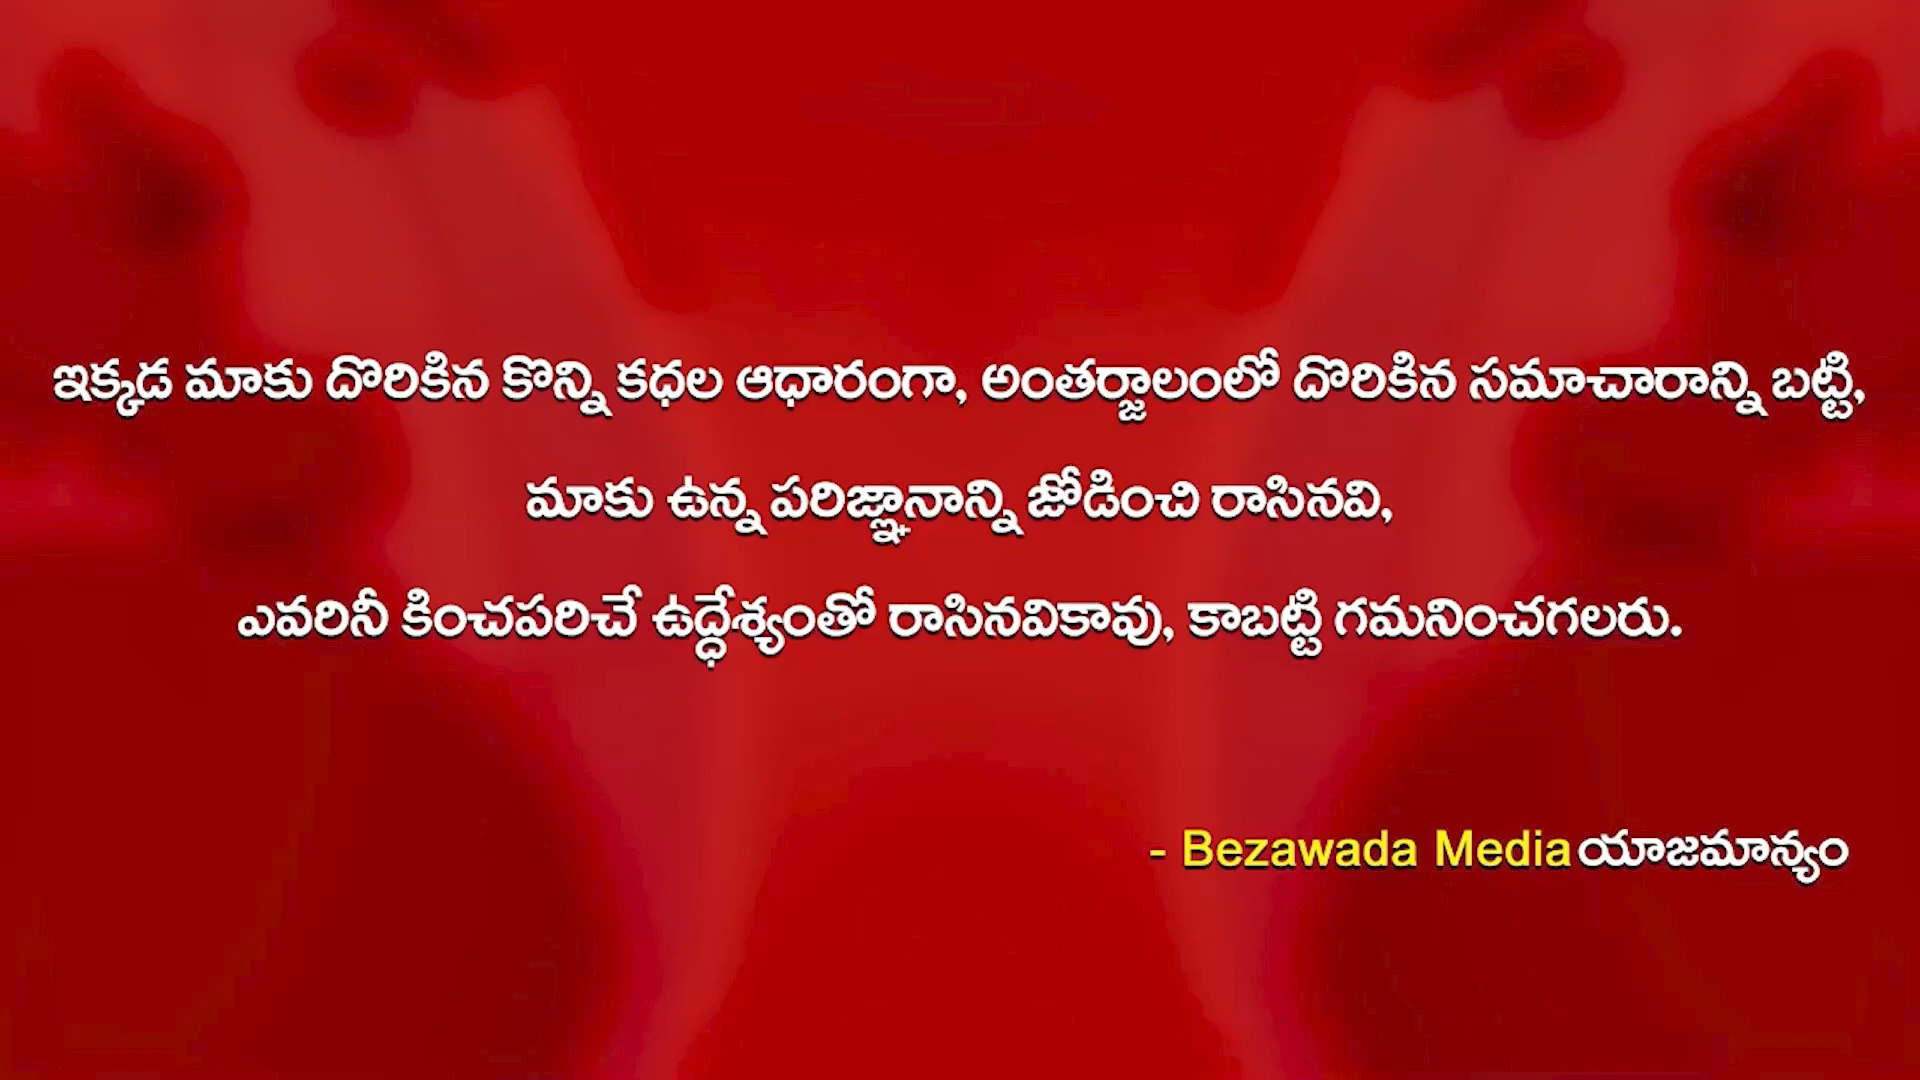 ఇక్కడ మాకు దొరికిన కొన్ని కధల ఆధారంగా, అంతర్జాలంలో దొరికిన సమాచారాన్ని బట్టి,
మాకు ఉన్న పరిజ్ఞానాన్ని జోడించి రాసినవి,
ఎవరినీ కించపరిచే ఉద్ధేశ్యంతో రాసినవికావు, కాబట్టి గమనించగలరు.
- Bezawada Media యాజమాన్యం